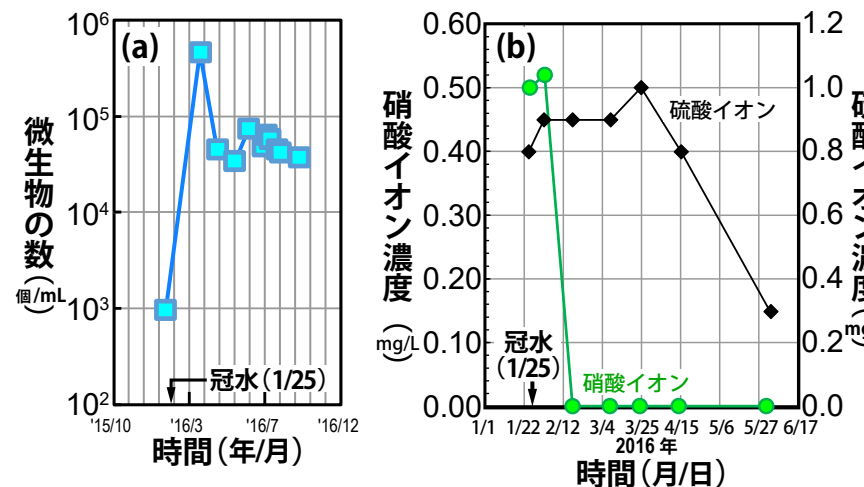 (a)
10⁶
10⁵
10⁴
10³
10²
微生物の数
(個/mL)
冠水(1/25)
'15/10
'16/3
'16/7
'16/12
時間(年/月)
(b)
0.60
0.50
0.40
0.30
0.20
0.10
0.00
硝酸イオン濃度
(mg/L)
硫酸イオン
冠水
(1/25)
硝酸イオン
1.2
1.0
0.8
0.6
0.4
0.2
0.0
1/1
1/22
2/12
3/4
3/25
4/15
5/6
5/27
6/17
2016 年
時間(月/日)